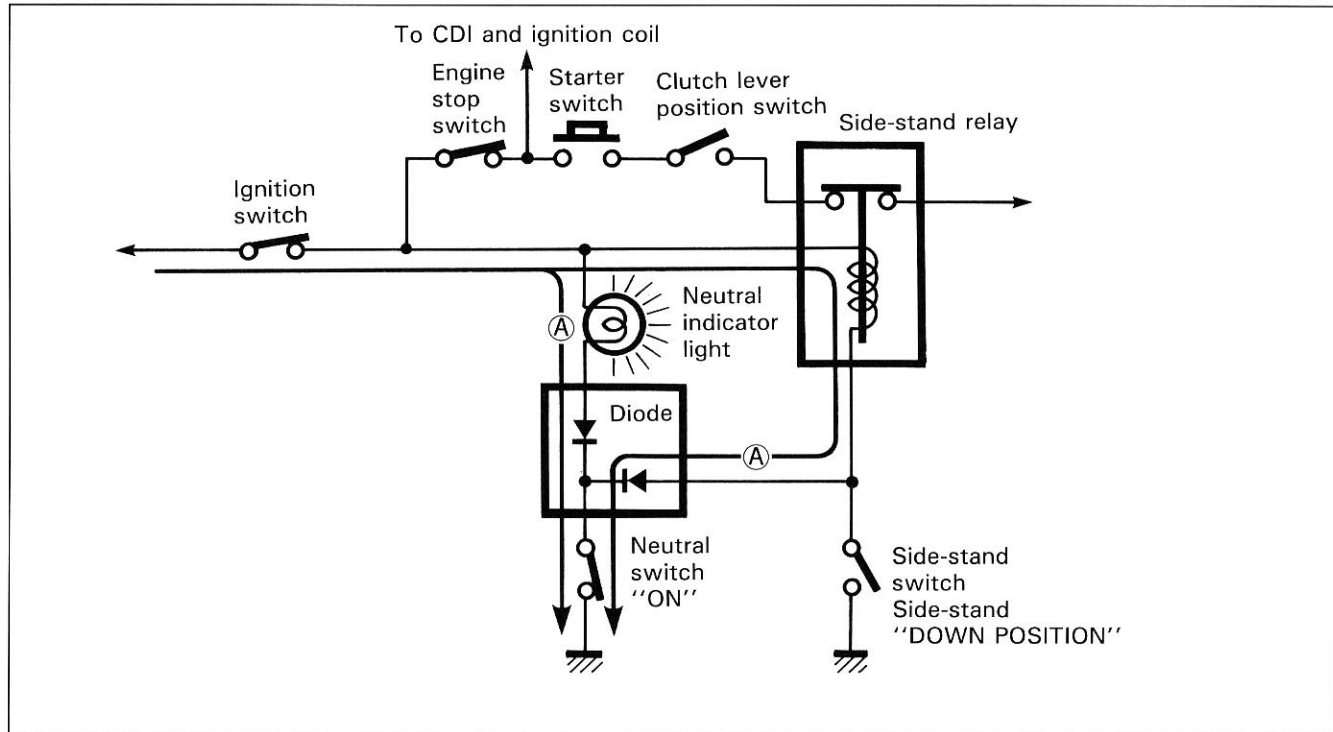 To CDI and ignition coil
Engine
stop
switch
Starter
switch
Clutch lever
position switch
Side-stand relay
Ignition
switch
Neutral
indicator
light
Ⓐ
Diode
Ⓐ
Neutral
switch
''ON''
Side-stand
switch
Side-stand
''DOWN POSITION''